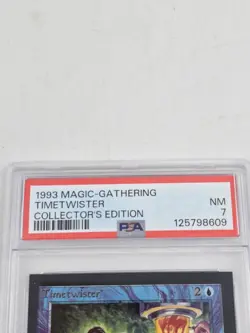 1993 MAGIC-GATHERING
TIMETWISTER
COLLECTOR'S EDITION
NM
7
PSA
125798609
Timetwister
2